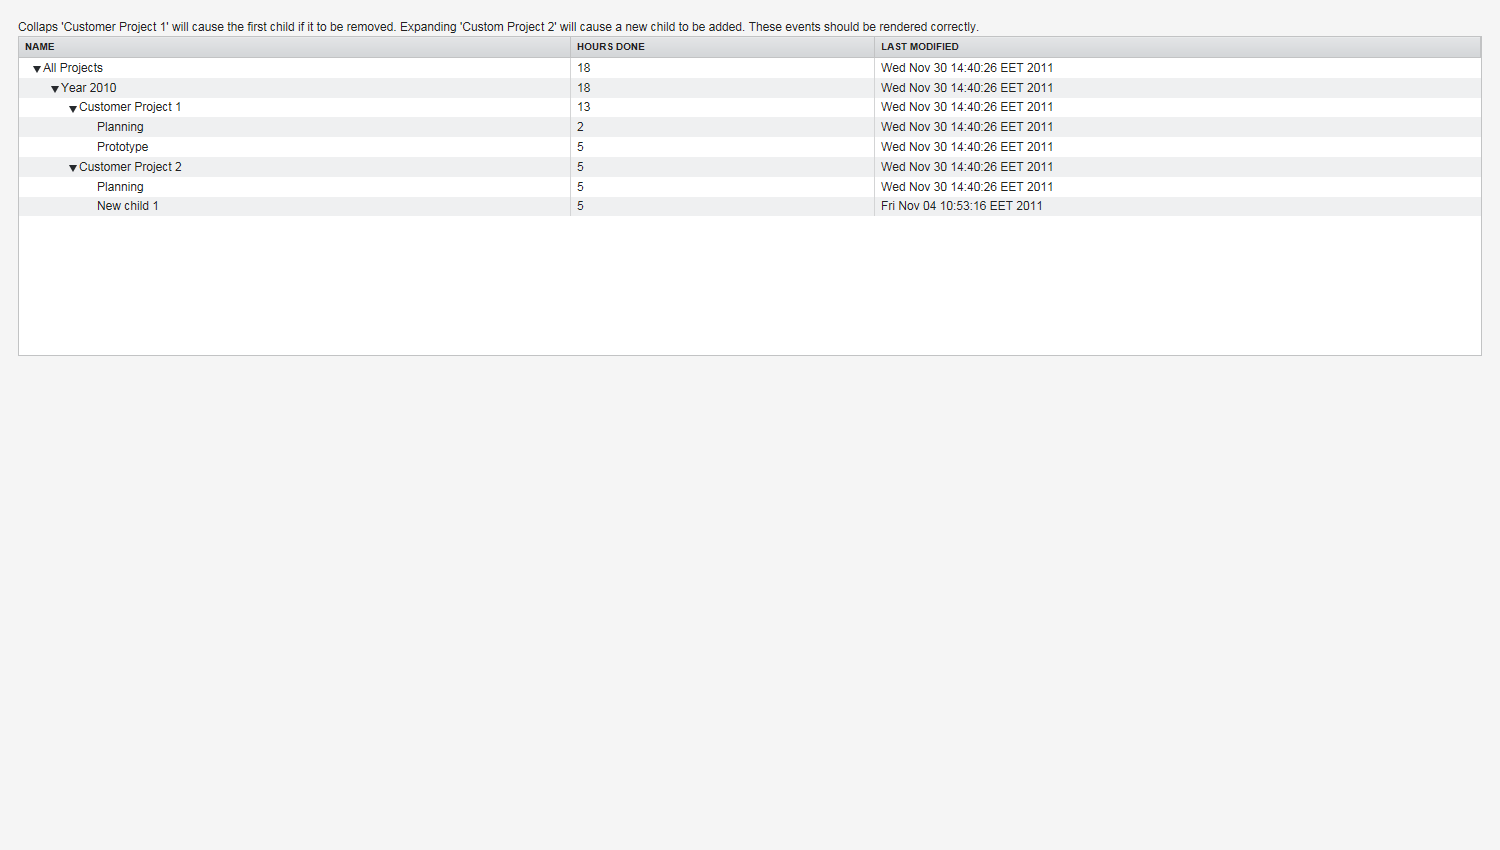 Collaps 'Customer Project 1' will cause the first child if it to be removed. Expanding 'Custom Project 2' will cause a new child to be added. These events should be rendered correctly.
NAME HOURS DONE LAST MODIFIED
All Projects 18 Wed Nov 30 14:40:26 EET 2011
Year 2010 18 Wed Nov 30 14:40:26 EET 2011
Customer Project 1 13 Wed Nov 30 14:40:26 EET 2011
Planning 2 Wed Nov 30 14:40:26 EET 2011
Prototype 5 Wed Nov 30 14:40:26 EET 2011
Customer Project 2 5 Wed Nov 30 14:40:26 EET 2011
Planning 5 Wed Nov 30 14:40:26 EET 2011
New child 1 5 Fri Nov 04 10:53:16 EET 2011